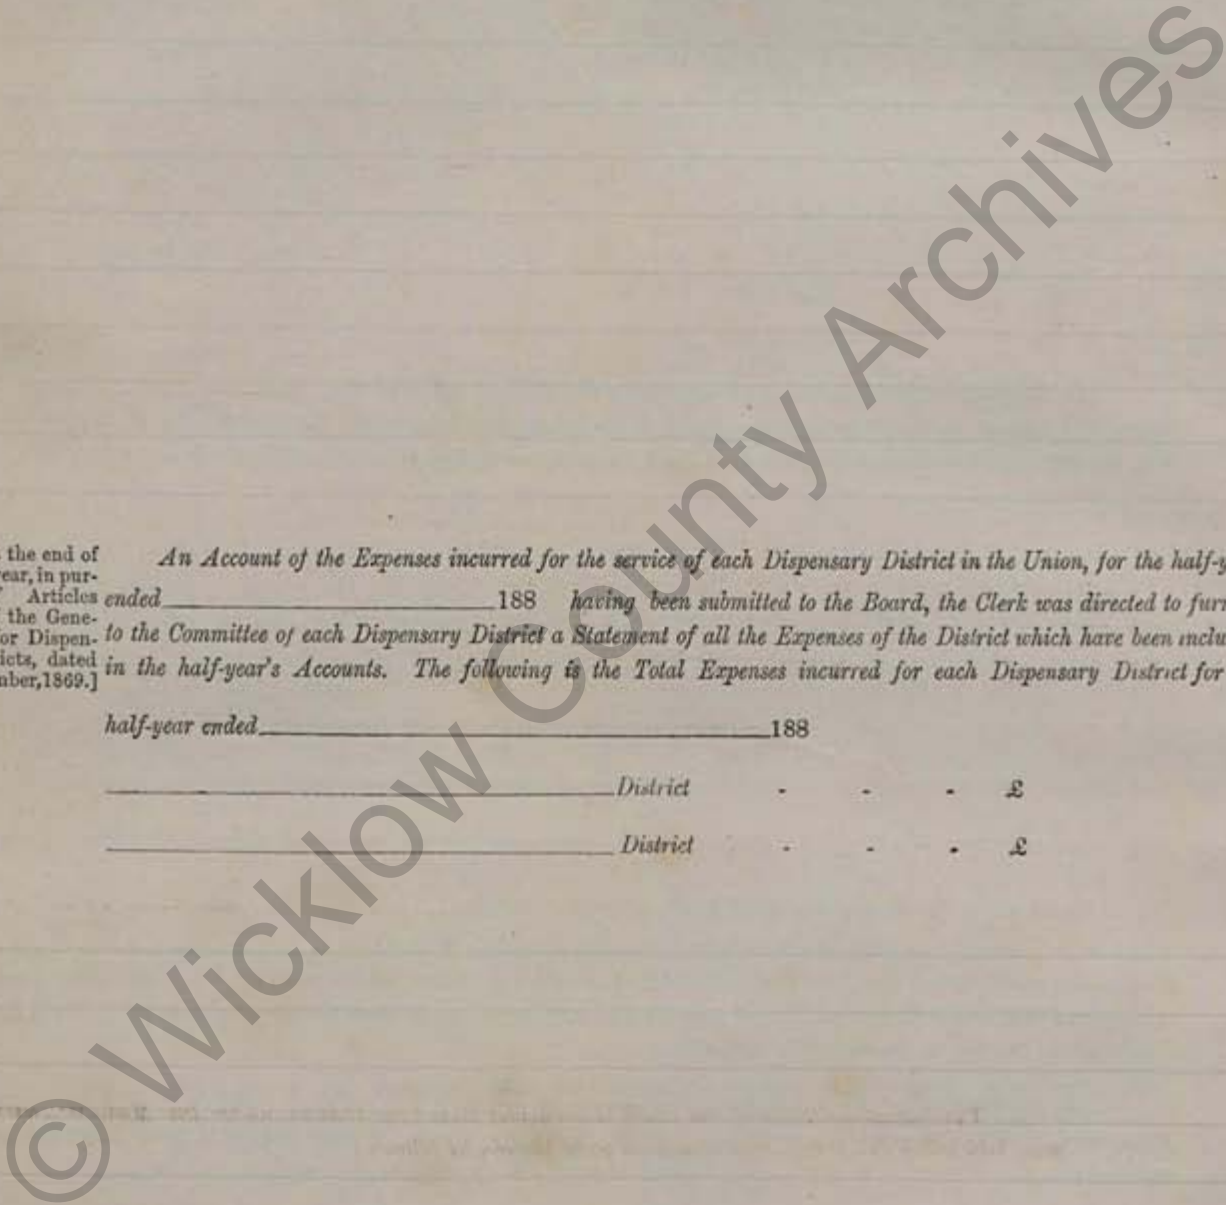 the end of
ear, in pur-
Articles
the Gene-
or Dispen-
icts, dated
mber, 1869.]
An Account of the Expenses incurred for the service of each Dispensary District in the Union, for the half-y
ended 188 having been submitted to the Board, the Clerk was directed to furn
to the Committee of each Dispensary District a Statement of all the Expenses of the District which have been inclu
in the half-year's Accounts. The following is the Total Expenses incurred for each Dispensary District for
half-year ended 188
District - - - £
District - - - £
© Wicklow County Archives